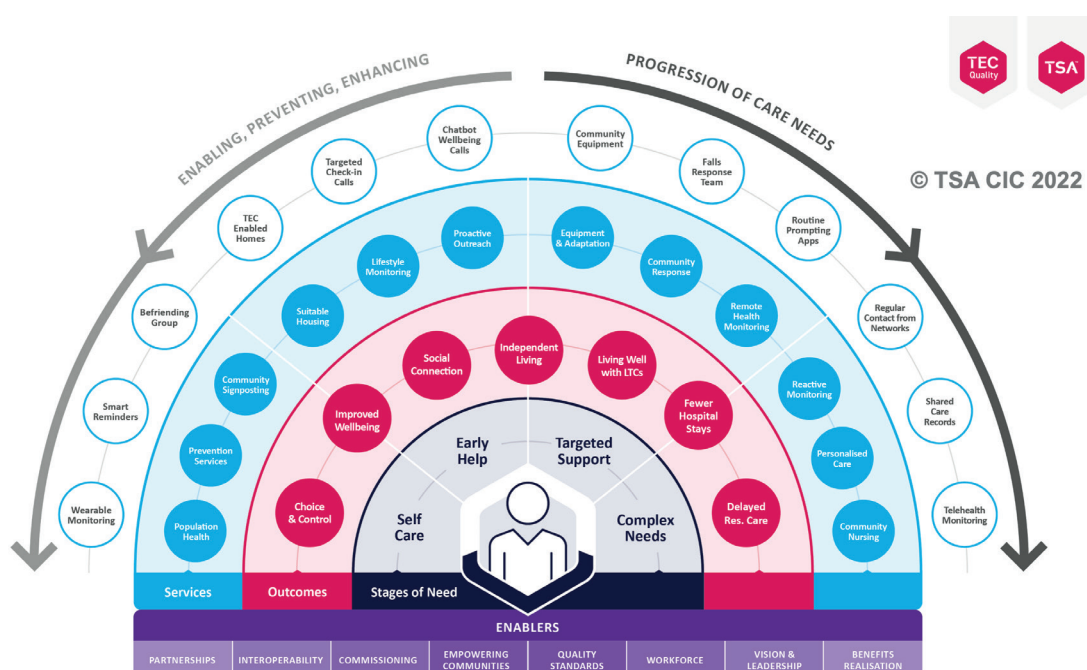 ENABLING, PREVENTING, ENHANCING
PROGRESSION OF CARE NEEDS
TEC
Quality
TSA
© TSA CIC 2022
Wearable
Monitoring
Smart
Reminders
Befriending
Group
TEC
Enabled
Homes
Targeted
Check-in
Calls
Chatbot
Wellbeing
Calls
Community
Equipment
Falls
Response
Team
Routine
Prompting
Apps
Regular
Contact from
Networks
Shared
Care
Records
Telehealth
Monitoring
Population
Health
Prevention
Services
Community
Signposting
Suitable
Housing
Lifestyle
Monitoring
Proactive
Outreach
Equipment
& Adaptation
Community
Response
Remote
Health
Monitoring
Reactive
Monitoring
Personalised
Care
Community
Nursing
Choice
& Control
Improved
Wellbeing
Social
Connection
Independent
Living
Living Well
with LTCs
Fewer
Hospital
Stays
Delayed
Res. Care
Self
Care
Early
Help
Targeted
Support
Complex
Needs
Services
Outcomes
Stages of Need
ENABLERS
PARTNERSHIPS
INTEROPERABILITY
COMMISSIONING
EMPOWERING
COMMUNITIES
QUALITY
STANDARDS
WORKFORCE
VISION &
LEADERSHIP
BENEFITS
REALISATION